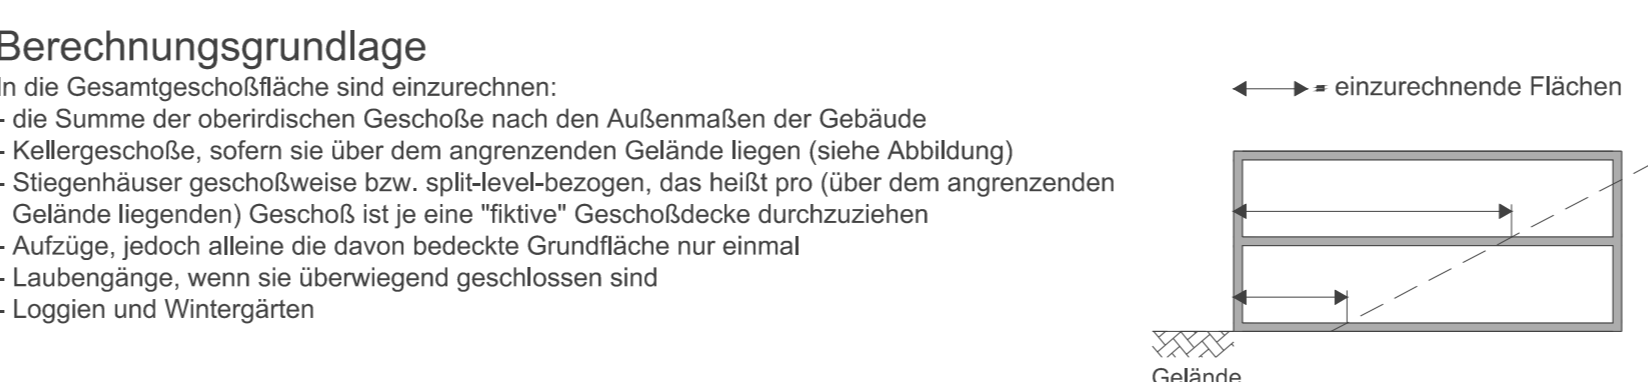 Berechnungsgrundlage
In die Gesamtgeschoßfläche sind einzurechnen:
- die Summe der oberirdischen Geschoße nach den Außenmaßen der Gebäude
- Kellergeschoße, sofern sie über dem angrenzenden Gelände liegen (siehe Abbildung)
- Stiegenhäuser geschoßweise bzw. split-level-bezogen, das heißt pro (über dem angrenzenden
Gelände liegenden) Geschoß ist je eine "fiktive" Geschoßdecke durchzuziehen
- Aufzüge, jedoch alleine die davon bedeckte Grundfläche nur einmal
- Laubengänge, wenn sie überwiegend geschlossen sind
- Loggien und Wintergärten
= einzurechnende Flächen
Gelände